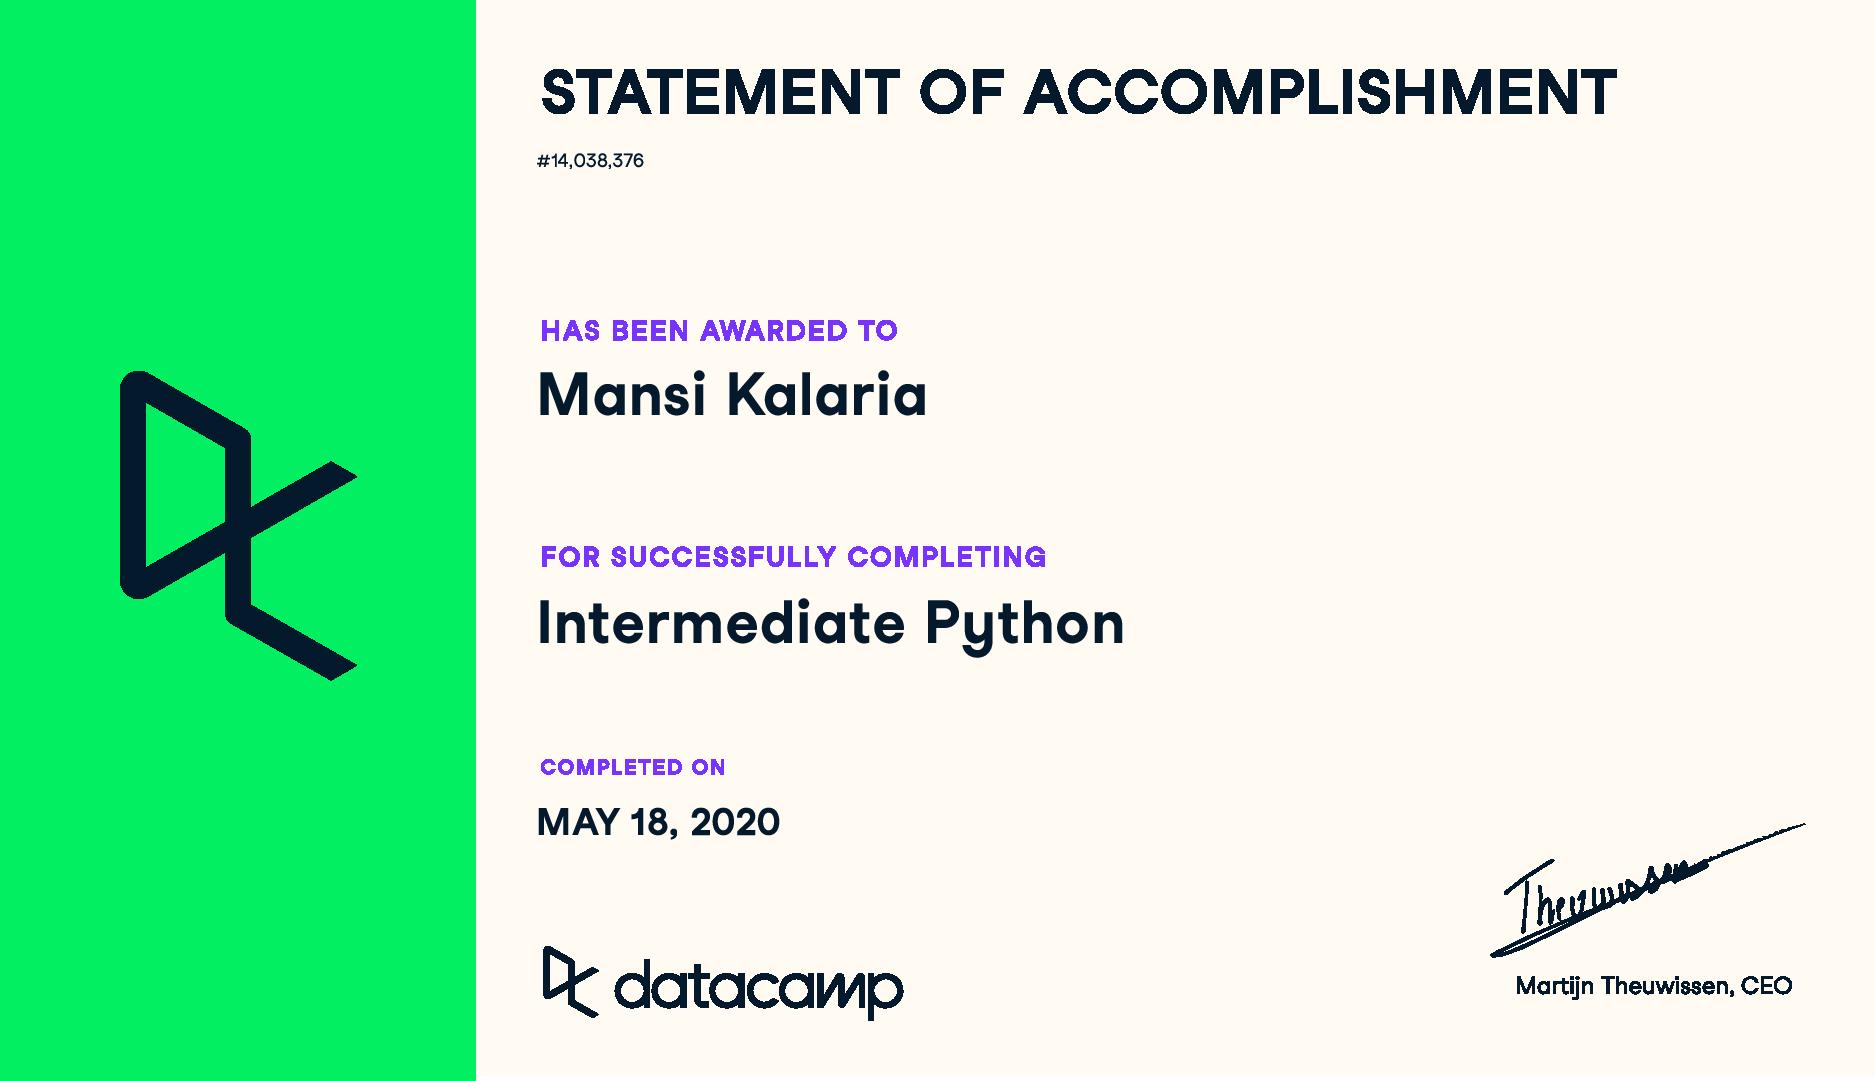 STATEMENT OF ACCOMPLISHMENT
#14,038,376
HAS BEEN AWARDED TO
Mansi Kalaria
FOR SUCCESSFULLY COMPLETING
Intermediate Python
COMPLETED ON
MAY 18, 2020
Theuwissen
datacamp
Martijn Theuwissen, CEO